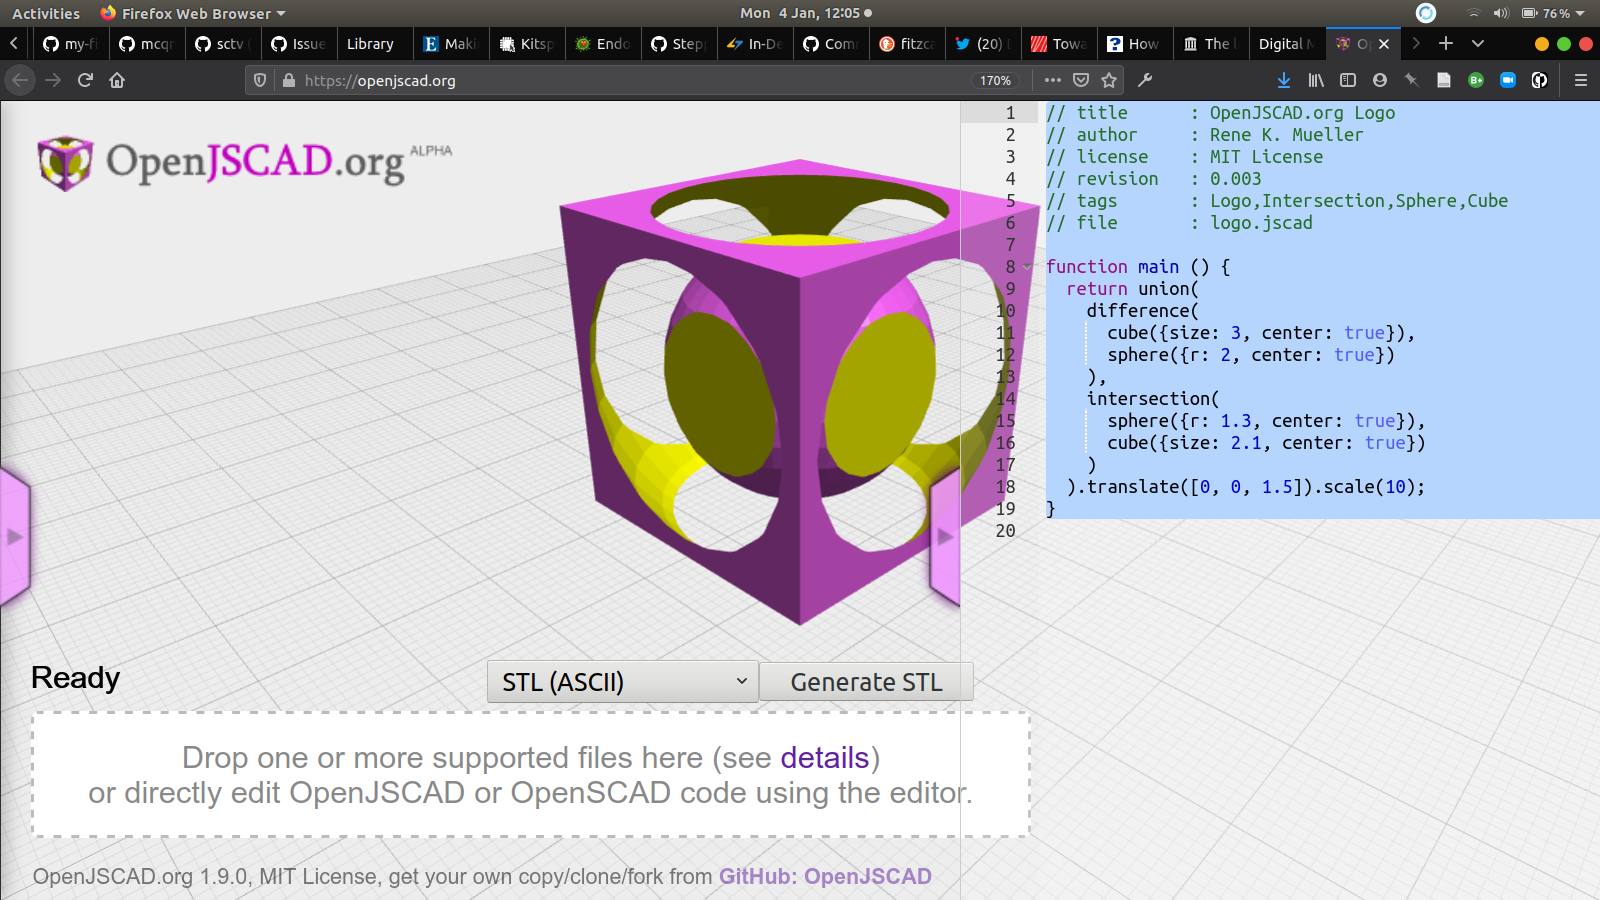 Activities
Firefox Web Browser
Mon 4 Jan, 12:05
76 %
my-fi
mcqn
sctv (
Issue
Library
Maki
Kitsp
Endo
Stepp
In-De
Com
fitzca
(20)
Towa
How
The l
Digital M
Op
https://openjscad.org
170%
OpenJSCAD.org ALPHA
1 // title : OpenJSCAD.org Logo
2 // author : Rene K. Mueller
3 // license : MIT License
4 // revision : 0.003
5 // tags : Logo,Intersection,Sphere,Cube
6 // file : logo.jscad
7
8 function main () {
9 return union(
10 difference(
11 cube({size: 3, center: true}),
12 sphere({r: 2, center: true})
13 ),
14 intersection(
15 sphere({r: 1.3, center: true}),
16 cube({size: 2.1, center: true})
17 )
18 ).translate([0, 0, 1.5]).scale(10);
19 }
20
Ready
STL (ASCII)
Generate STL
Drop one or more supported files here (see details)
or directly edit OpenJSCAD or OpenSCAD code using the editor.
OpenJSCAD.org 1.9.0, MIT License, get your own copy/clone/fork from GitHub: OpenJSCAD